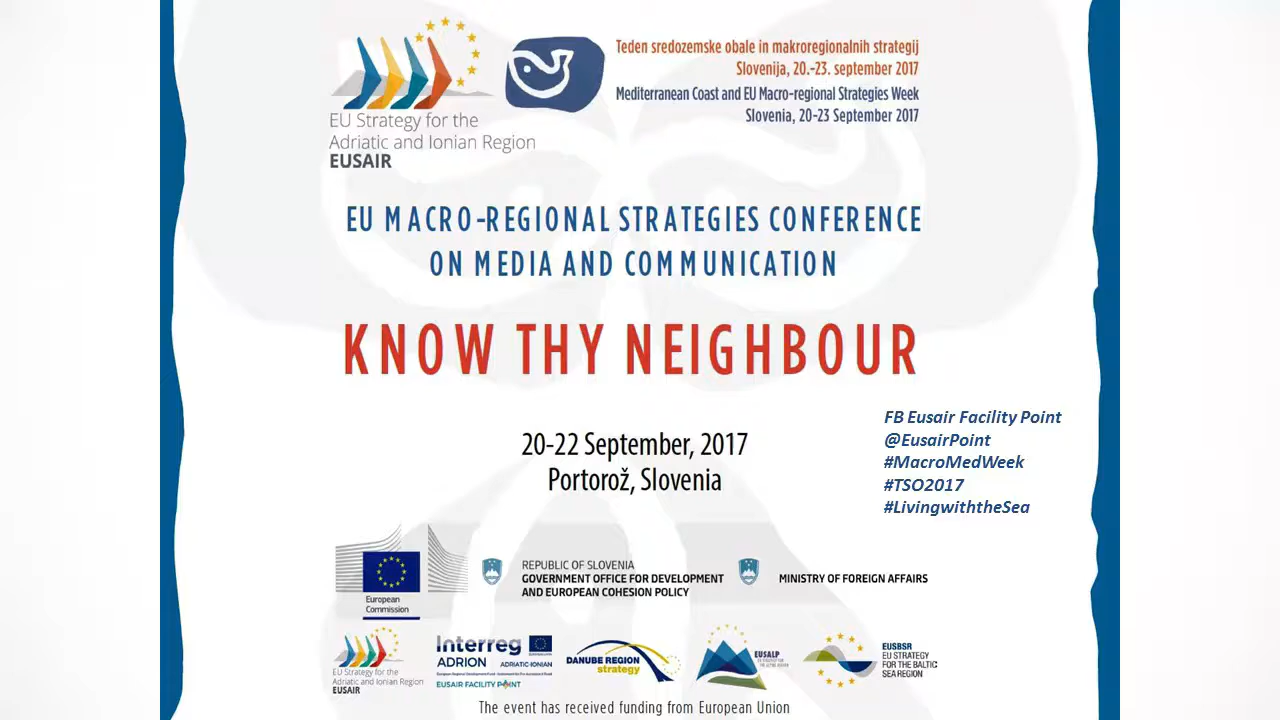 EU Strategy for the
Adriatic and Ionian Region
EUSAIR
Teden sredozemske obale in makroregionalnih strategij
Slovenija, 20.-23. september 2017
Mediterranean Coast and EU Macro-regional Strategies Week
Slovenia, 20-23 September 2017
EU MACRO-REGIONAL STRATEGIES CONFERENCE
ON MEDIA AND COMMUNICATION
KNOW THY NEIGHBOUR
20-22 September, 2017
Portorož, Slovenia
FB Eusair Facility Point
@EusairPoint
#MacroMedWeek
#TSO2017
#LivingwiththeSea
European
Commission
REPUBLIC OF SLOVENIA
GOVERNMENT OFFICE FOR DEVELOPMENT
AND EUROPEAN COHESION POLICY
MINISTRY OF FOREIGN AFFAIRS
EU Strategy for the
Adriatic and Ionian Region
EUSAIR
Interreg
ADRION ADRIATIC-IONIAN
EUSAIR FACILITY POINT
DANUBE REGION
strategy
EUSALP
EUSBSR
EU STRATEGY
FOR THE BALTIC
SEA REGION
The event has received funding from European Union